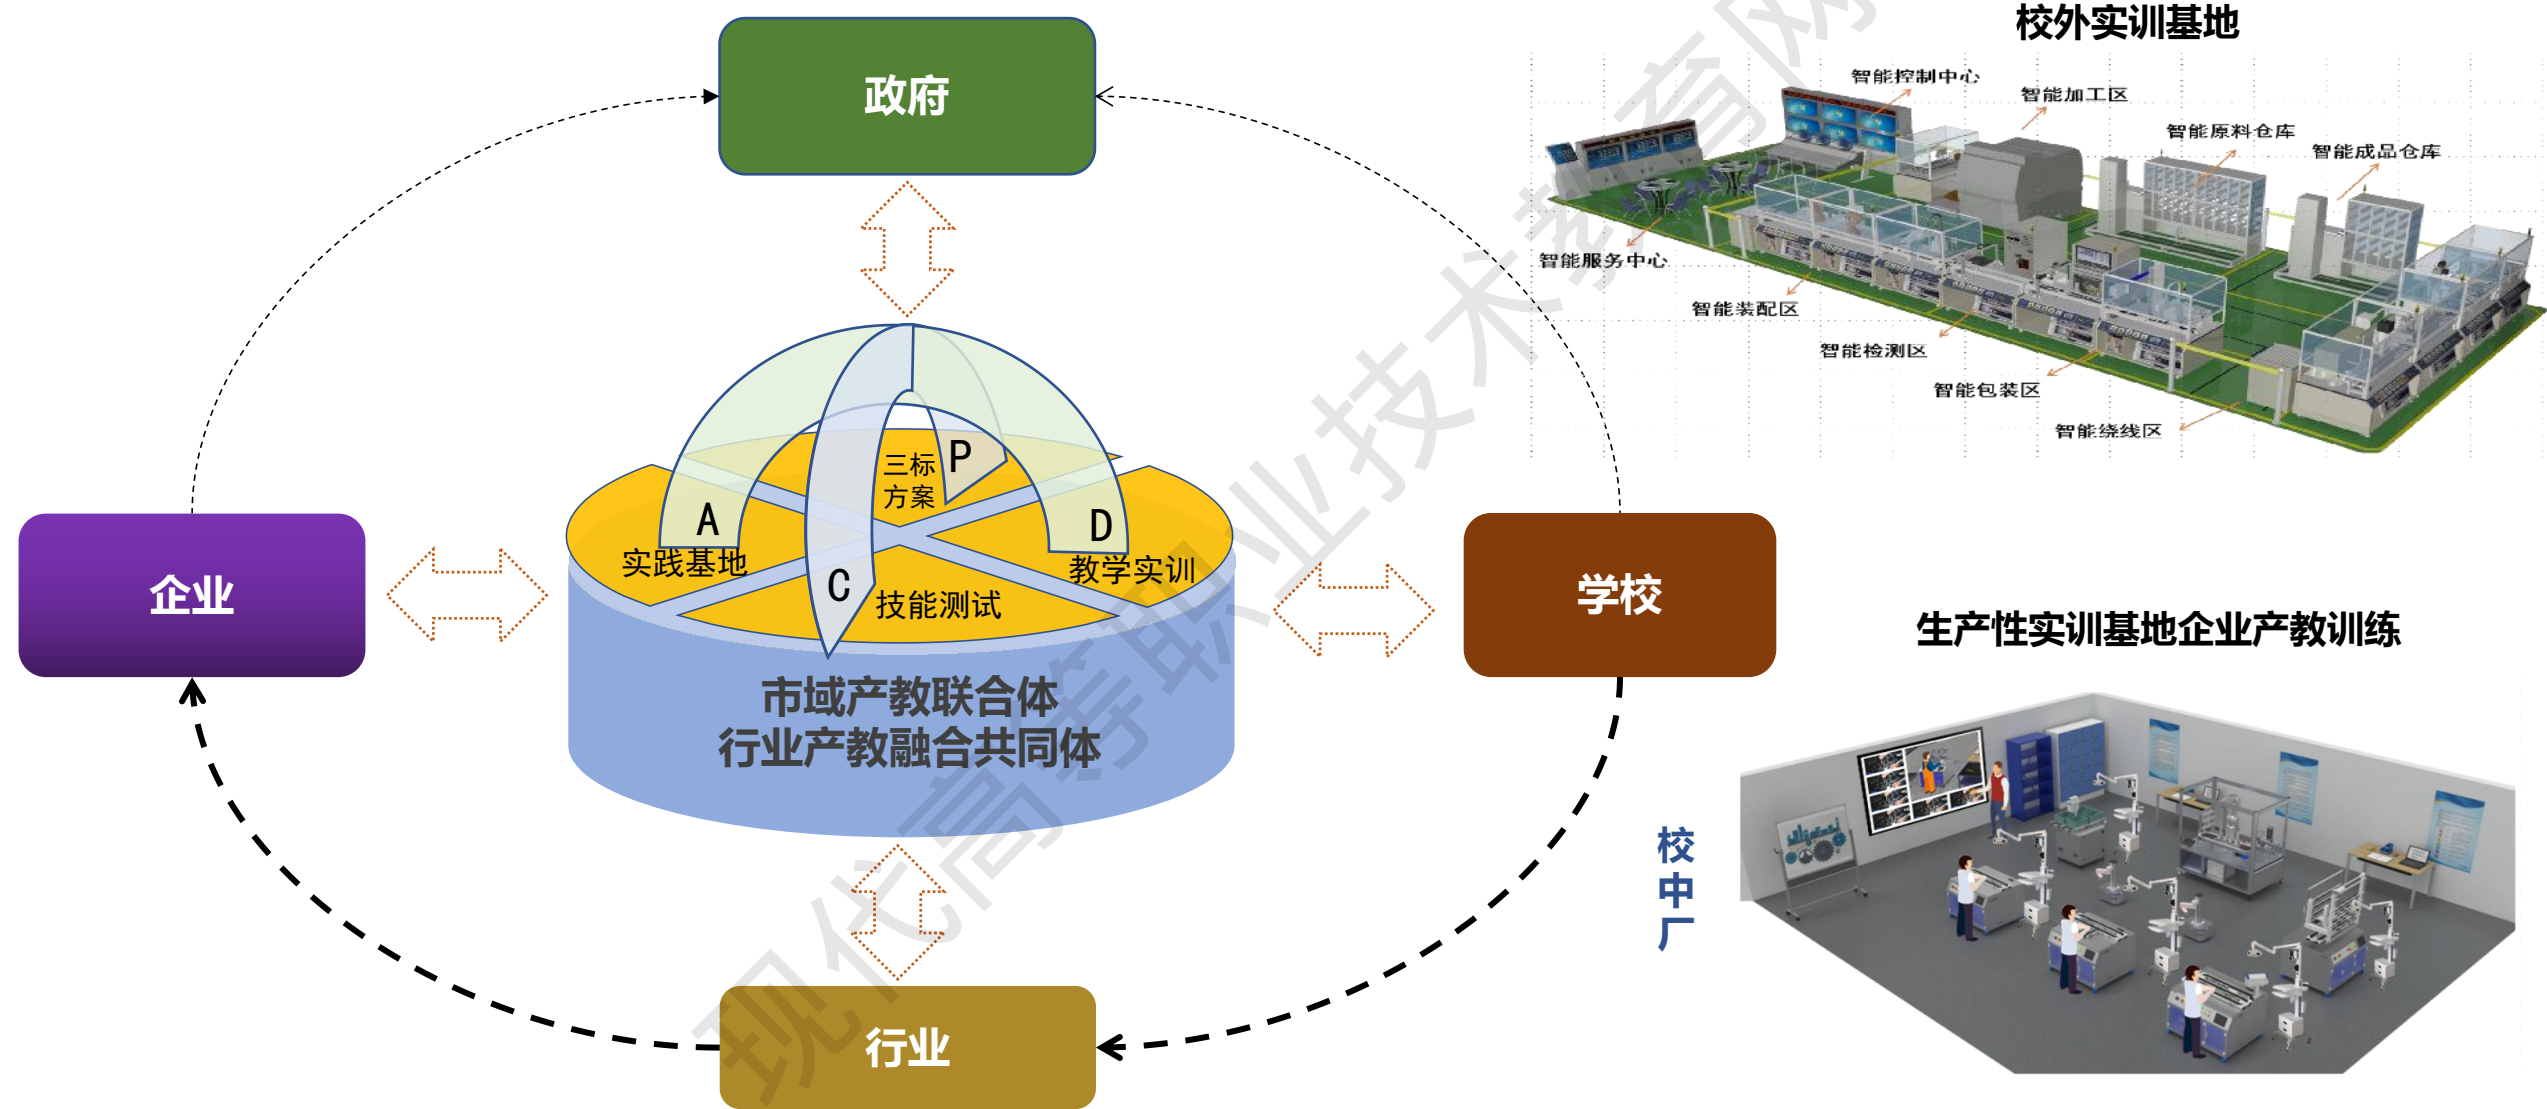 校外实训基地
智能控制中心
智能加工区
智能原料仓库
智能成品仓库
智能服务中心
智能装配区
智能检测区
智能包装区
智能绕线区
政府
企业
学校
行业
三标
方案
P
A
实践基地
D
教学实训
C
技能测试
市域产教联合体
行业产教融合共同体
生产性实训基地企业产教训练
校
中
厂
现代高等职业技术教育网